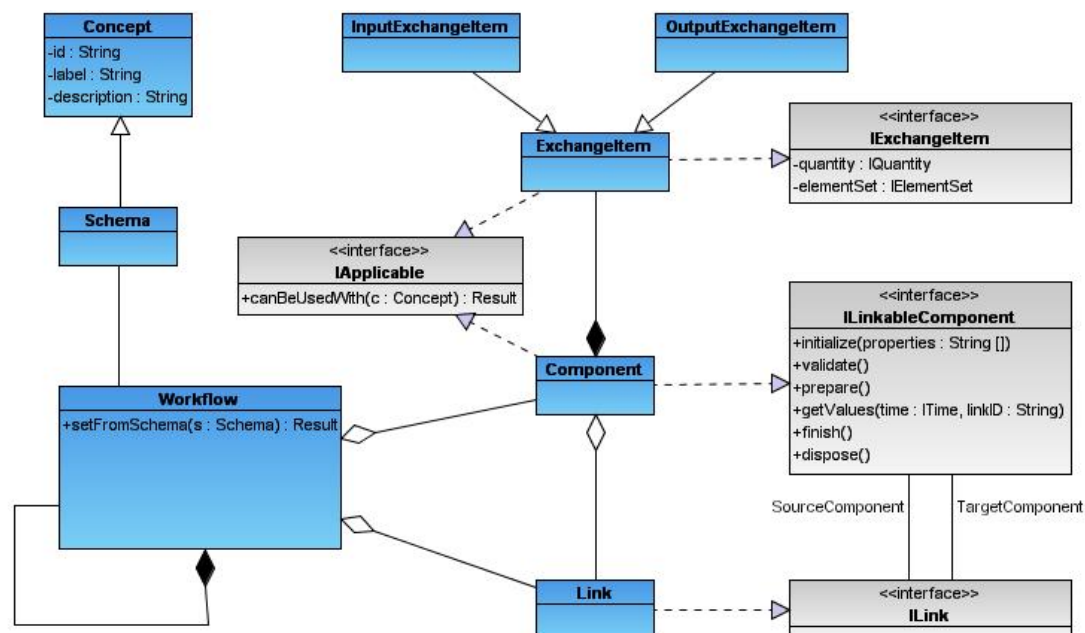 Concept
-id : String
-label : String
-description : String
InputExchangeItem
OutputExchangeItem
ExchangeItem
<<interface>>
IExchangeItem
-quantity : IQuantity
-elementSet : IElementSet
Schema
<<interface>>
IApplicable
+canBeUsedWith(c : Concept) : Result
<<interface>>
ILinkableComponent
+initialize(properties : String [])
+validate()
+prepare()
+getValues(time : ITime, linkID : String)
+finish()
+dispose()
Component
Workflow
+setFromSchema(s : Schema) : Result
SourceComponent
TargetComponent
Link
<<interface>>
ILink